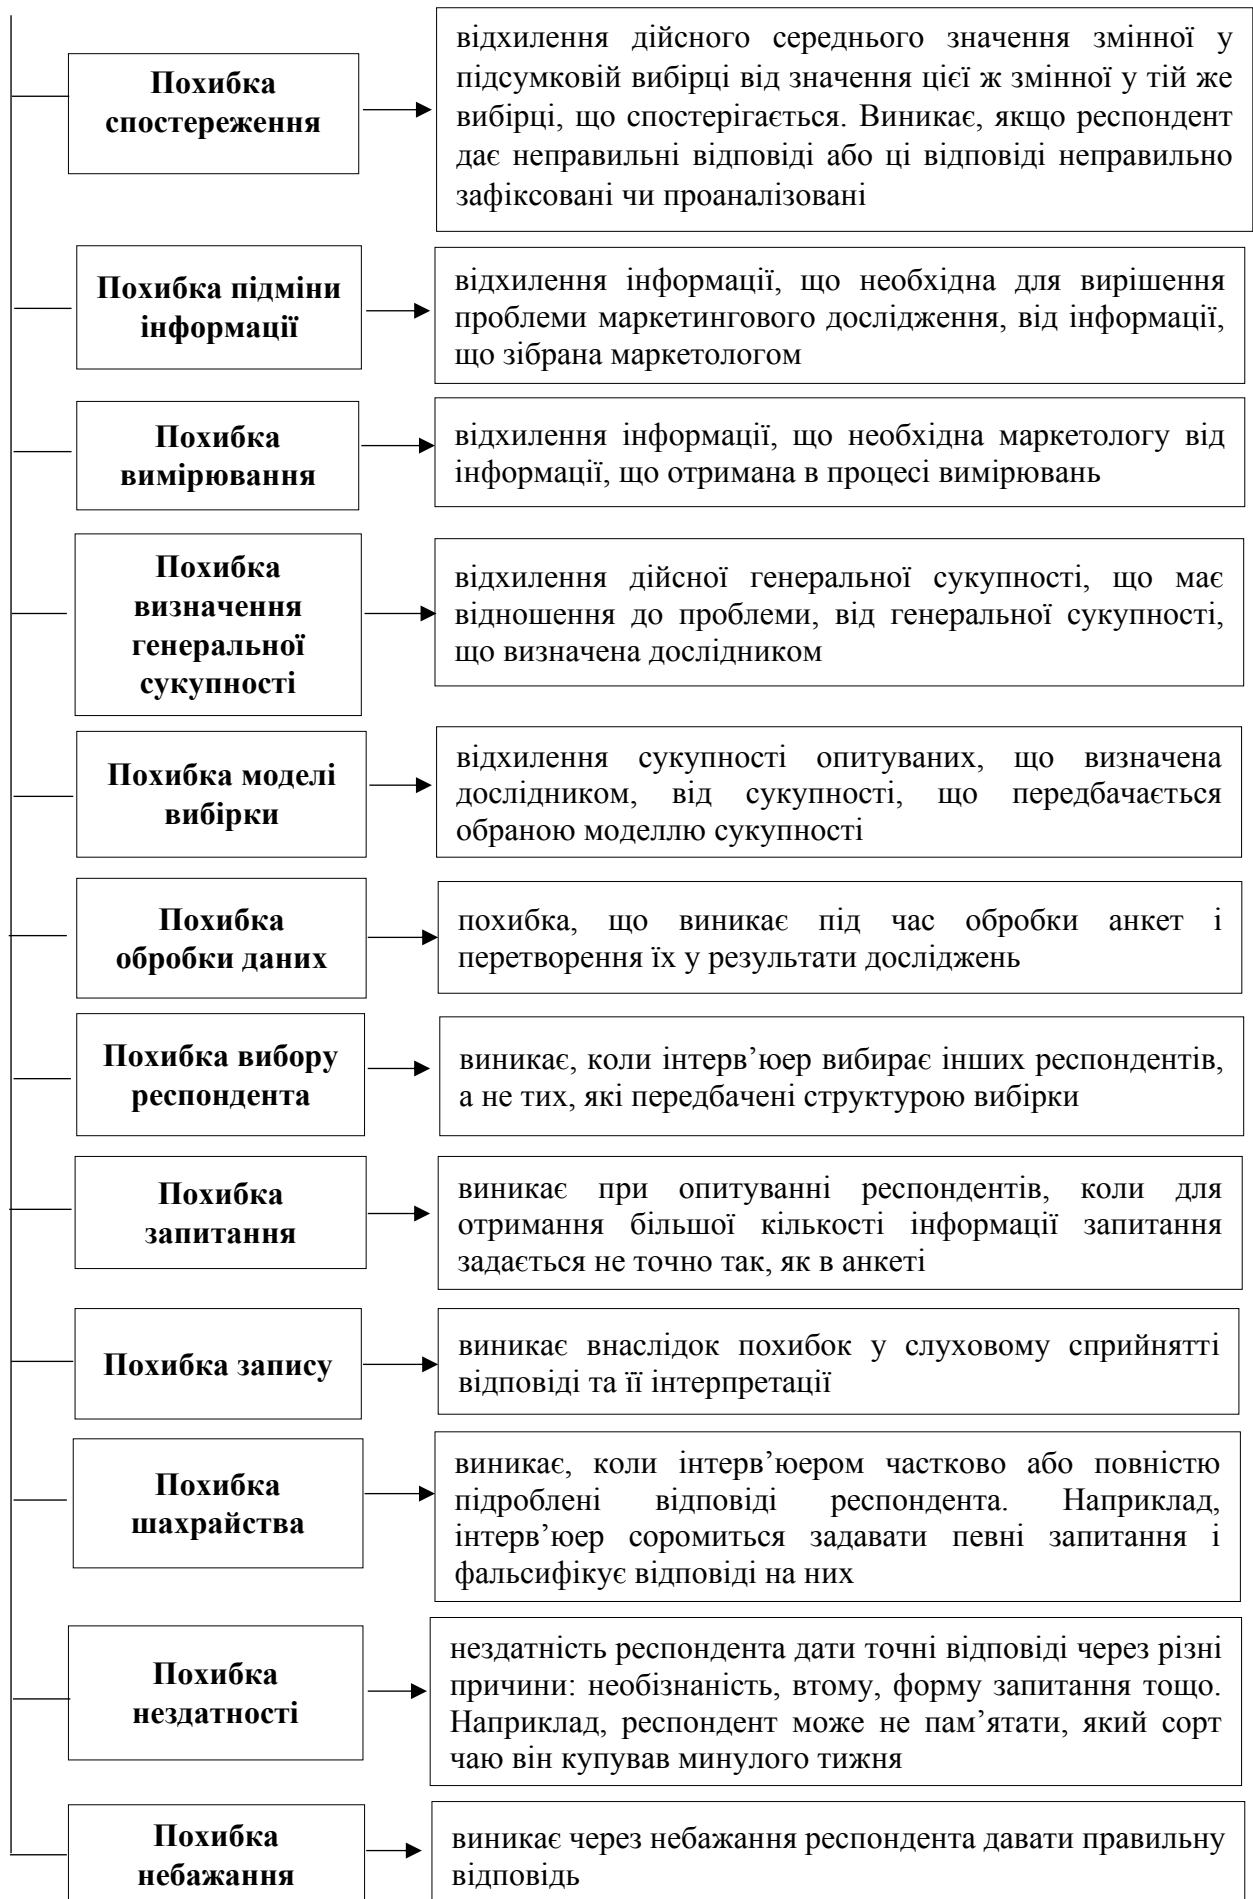 Похибка
спостереження
відхилення дійсного середнього значення змінної у
підсумковій вибірці від значення цієї ж змінної у тій же
вибірці, що спостерігається. Виникає, якщо респондент
дає неправильні відповіді або ці відповіді неправильно
зафіксовані чи проаналізовані
Похибка підміни
інформації
відхилення інформації, що необхідна для вирішення
проблеми маркетингового дослідження, від інформації,
що зібрана маркетологом
Похибка
вимірювання
відхилення інформації, що необхідна маркетологу від
інформації, що отримана в процесі вимірювань
Похибка
визначення
генеральної
сукупності
відхилення дійсної генеральної сукупності, що має
відношення до проблеми, від генеральної сукупності,
що визначена дослідником
Похибка моделі
вибірки
відхилення сукупності опитуваних, що визначена
дослідником, від сукупності, що передбачається
обраною моделлю сукупності
Похибка
обробки даних
похибка, що виникає під час обробки анкет і
перетворення їх у результати досліджень
Похибка вибору
респондента
виникає, коли інтерв’юер вибирає інших респондентів,
а не тих, які передбачені структурою вибірки
Похибка
запитання
виникає при опитуванні респондентів, коли для
отримання більшої кількості інформації запитання
задається не точно так, як в анкеті
Похибка запису
виникає внаслідок похибок у слуховому сприйнятті
відповіді та її інтерпретації
Похибка
шахрайства
виникає, коли інтерв’юером частково або повністю
підроблені відповіді респондента. Наприклад,
інтерв’юер соромиться задавати певні запитання і
фальсифікує відповіді на них
Похибка
нездатності
нездатність респондента дати точні відповіді через різні
причини: необізнаність, втому, форму запитання тощо.
Наприклад, респондент може не пам’ятати, який сорт
чаю він купував минулого тижня
Похибка
небажання
виникає через небажання респондента давати правильну
відповідь